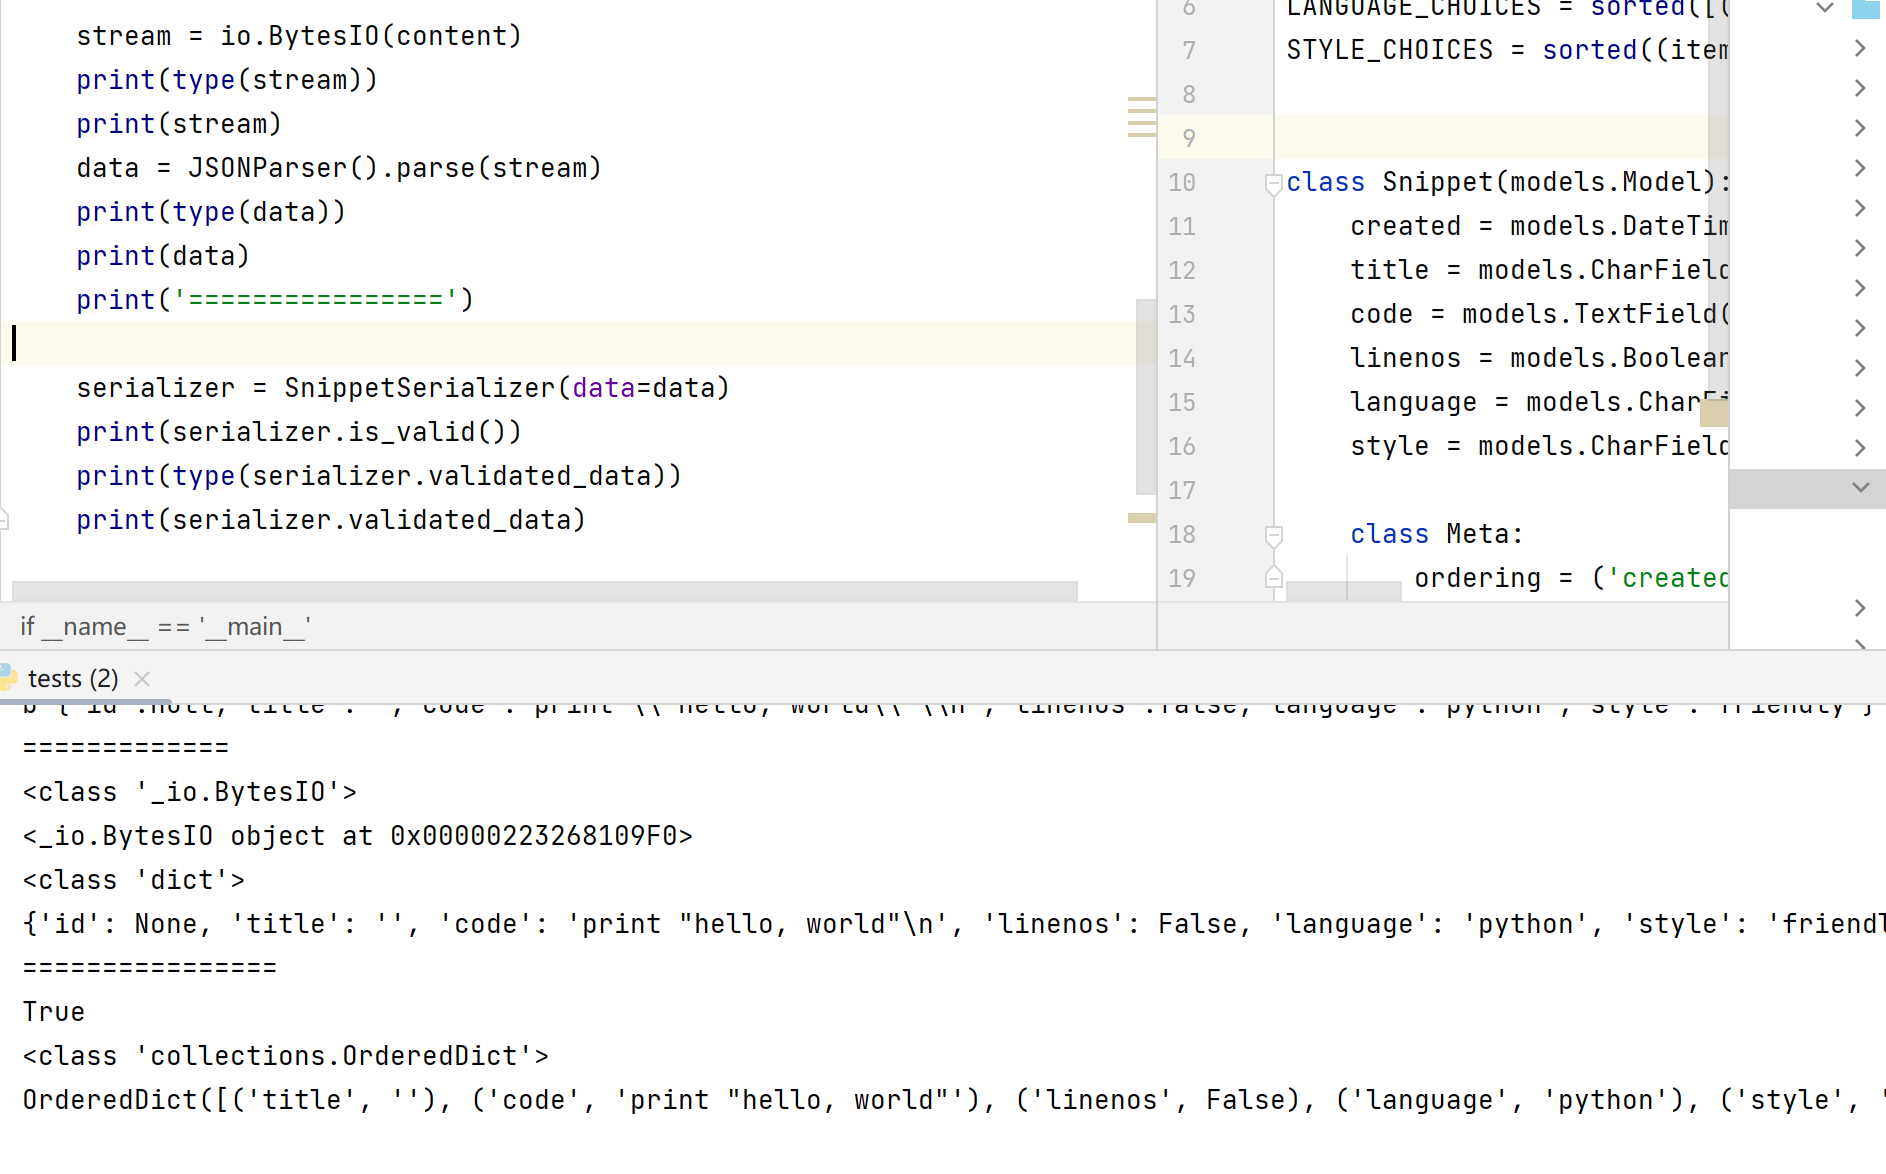 stream = io.BytesIO(content)
print(type(stream))
print(stream)
data = JSONParser().parse(stream)
print(type(data))
print(data)
print('================')
serializer = SnippetSerializer(data=data)
print(serializer.is_valid())
print(type(serializer.validated_data))
print(serializer.validated_data)
if __name__ == '__main__'
6 LANGUAGE_CHOICES = sorted([(
7 STYLE_CHOICES = sorted((item
8
9
10 class Snippet(models.Model):
11 created = models.DateTim
12 title = models.CharField
13 code = models.TextField(
14 linenos = models.Boolean
15 language = models.CharFi
16 style = models.CharField
17
18 class Meta:
19 ordering = ('created
tests (2)
=============
<class '_io.BytesIO'>
<_io.BytesIO object at 0x00000223268109F0>
<class 'dict'>
{'id': None, 'title': '', 'code': 'print "hello, world"\n', 'linenos': False, 'language': 'python', 'style': 'friendl
================
True
<class 'collections.OrderedDict'>
OrderedDict([('title', ''), ('code', 'print "hello, world"'), ('linenos', False), ('language', 'python'), ('style', '